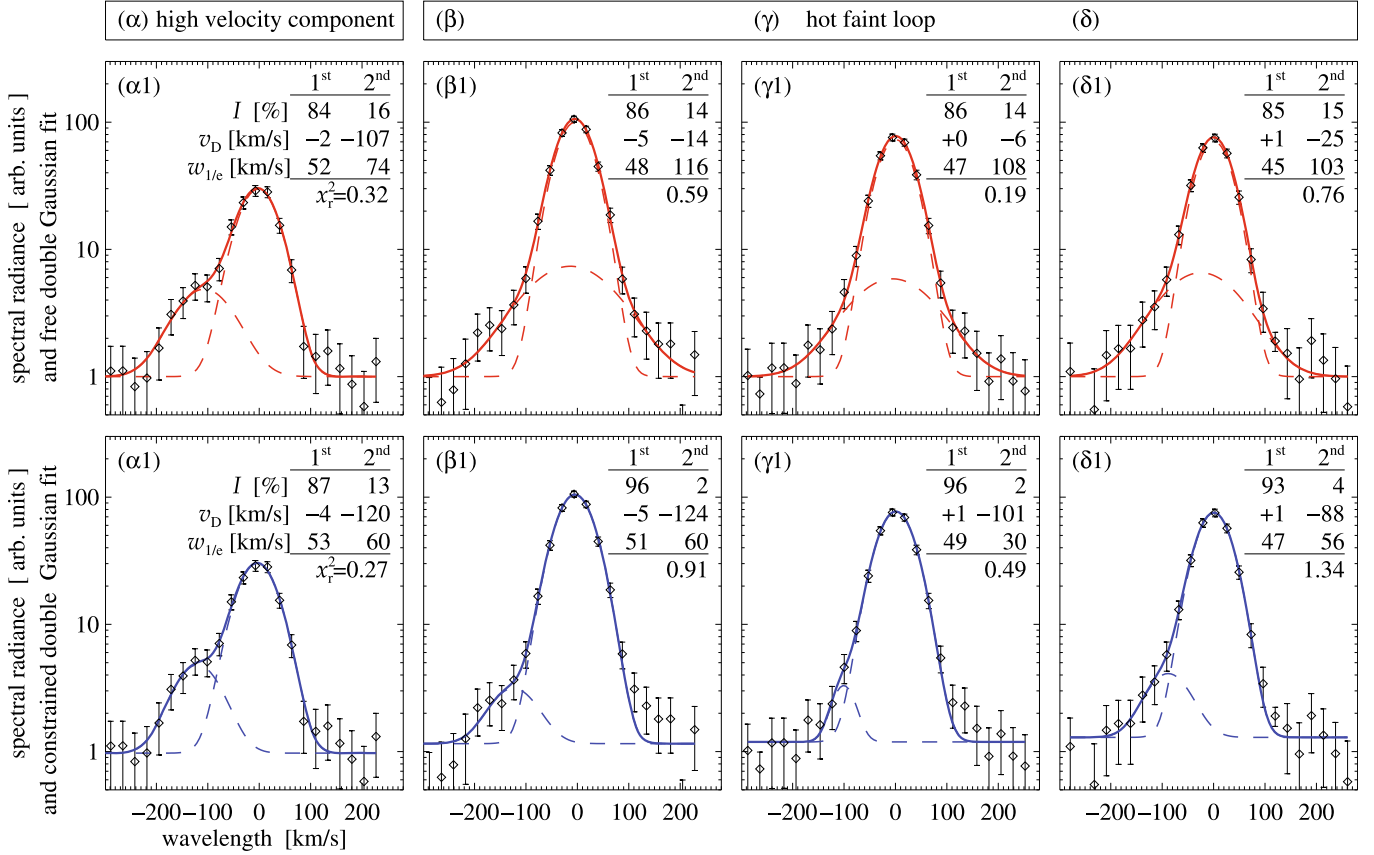 (α) high velocity component
(β) (γ) hot faint loop (δ)
spectral radiance [ arb. units ]
and free double Gaussian fit
100
10
1
(α1)
1st 2nd
I [%] 84 16
vD [km/s] −2 −107
w1/e [km/s] 52 74
x²r=0.32
(β1)
1st 2nd
86 14
−5 −14
48 116
0.59
(γ1)
1st 2nd
86 14
+0 −6
47 108
0.19
(δ1)
1st 2nd
85 15
+1 −25
45 103
0.76
spectral radiance [ arb. units ]
and constrained double Gaussian fit
100
10
1
(α1)
1st 2nd
I [%] 87 13
vD [km/s] −4 −120
w1/e [km/s] 53 60
x²r=0.27
(β1)
1st 2nd
96 2
−5 −124
51 60
0.91
(γ1)
1st 2nd
96 2
+1 −101
49 30
0.49
(δ1)
1st 2nd
93 4
+1 −88
47 56
1.34
−200 −100 0 100 200
−200 −100 0 100 200
−200 −100 0 100 200
−200 −100 0 100 200
wavelength [km/s]